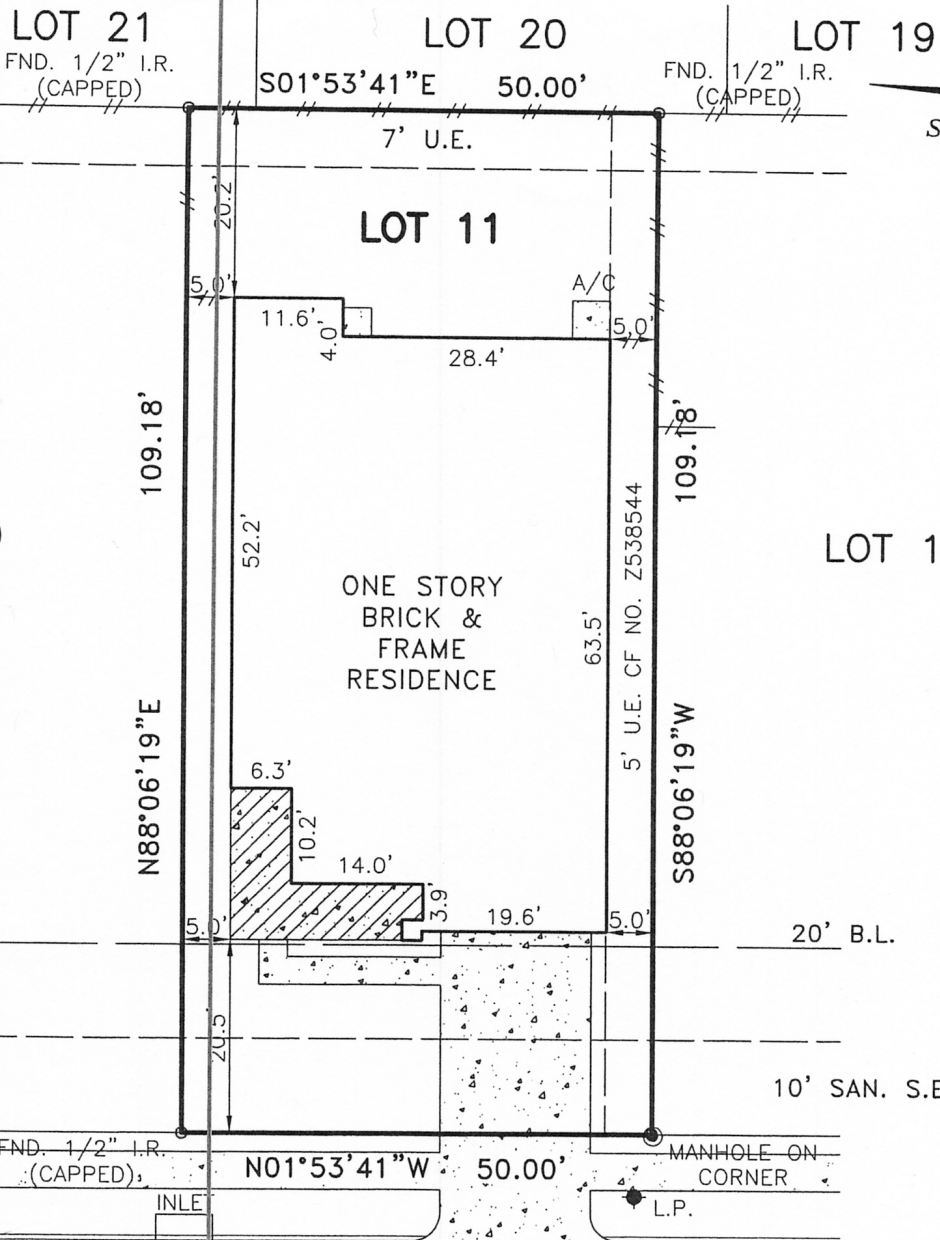 LOT 21
LOT 20
LOT 19
FND. 1/2" I.R.
(CAPPED)
S01°53'41"E 50.00'
FND. 1/2" I.R.
(CAPPED)
S
7' U.E.
20.2'
LOT 11
5.0'
A/C
11.6'
4.0'
5.0'
28.4'
109.18'
109.18'
52.2'
5' U.E. CF NO. Z538544
LOT 1
ONE STORY
BRICK &
FRAME
RESIDENCE
63.5'
N88°06'19"E
S88°06'19"W
6.3'
10.2'
14.0'
3.9'
19.6'
5.0'
5.0'
20' B.L.
20.5
10' SAN. S.E
FND. 1/2" I.R.
(CAPPED)
N01°53'41"W 50.00'
MANHOLE ON
CORNER
INLET
L.P.